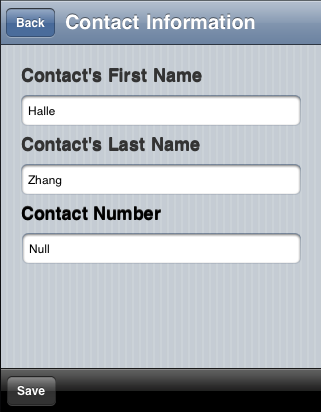 Back
Contact Information
Contact's First Name
Halle
Contact's Last Name
Zhang
Contact Number
Null
Save